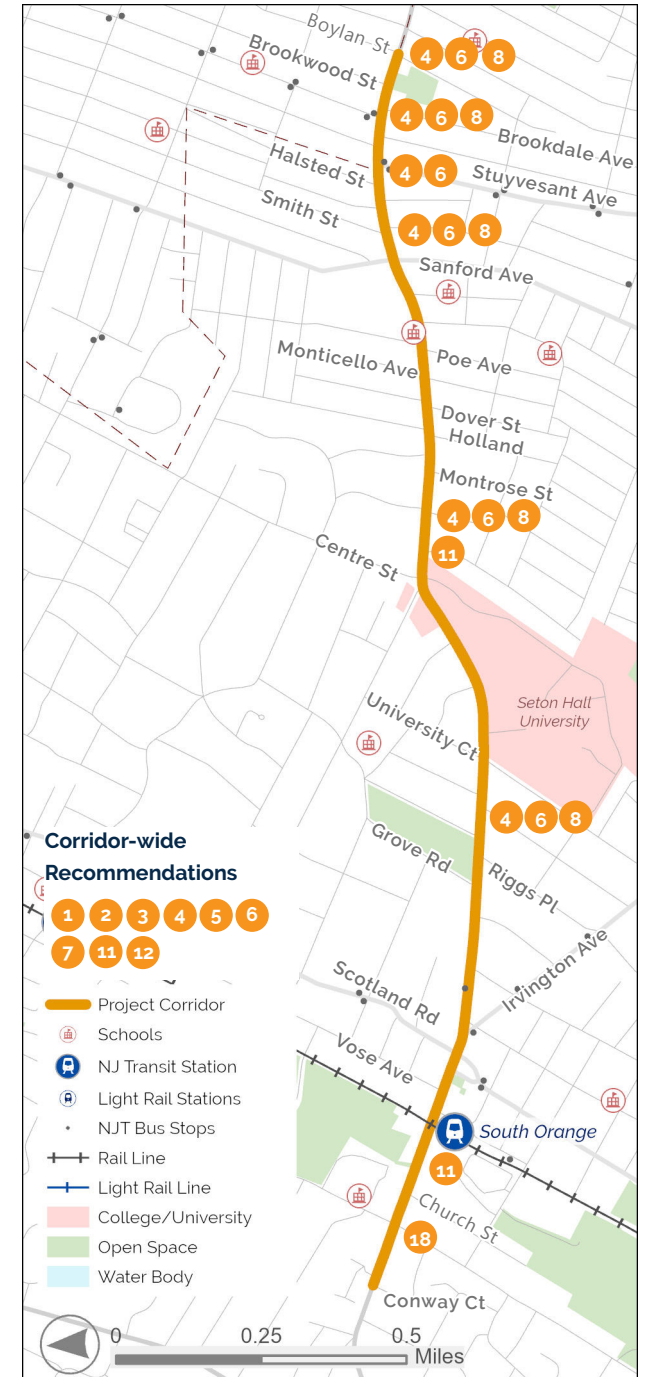 Boylan St
4 6 8
Brookwood St
4 6 8
Brookdale Ave
Halsted St
4 6
Stuyvesant Ave
Smith St
4 6 8
Sanford Ave
Monticello Ave
Poe Ave
Dover St
Holland
Montrose St
4 6 8
Centre St
11
Seton Hall
University
University Ct
4 6 8
Grove Rd
Riggs Pl
Irvington Ave
Scotland Rd
Vose Ave
South Orange
11
Church St
18
Conway Ct
Corridor-wide
Recommendations
1 2 3 4 5 6
7 11 12
Project Corridor
Schools
NJ Transit Station
Light Rail Stations
NJT Bus Stops
Rail Line
Light Rail Line
College/University
Open Space
Water Body
0 0.25 0.5
Miles